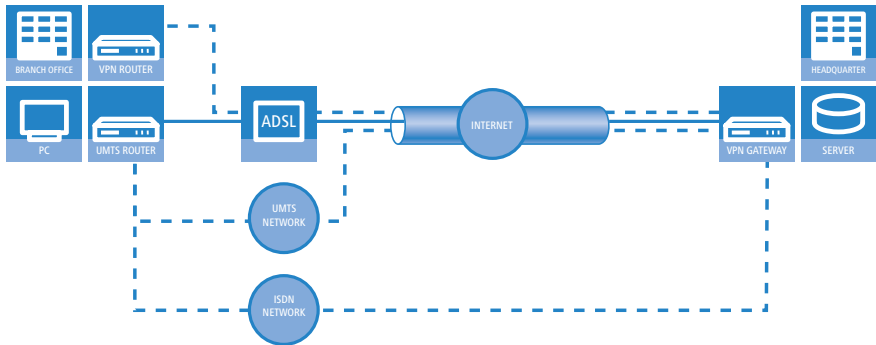 BRANCH OFFICE
VPN ROUTER
HEADQUARTER
PC
UMTS ROUTER
ADSL
INTERNET
VPN GATEWAY
SERVER
UMTS
NETWORK
ISDN
NETWORK